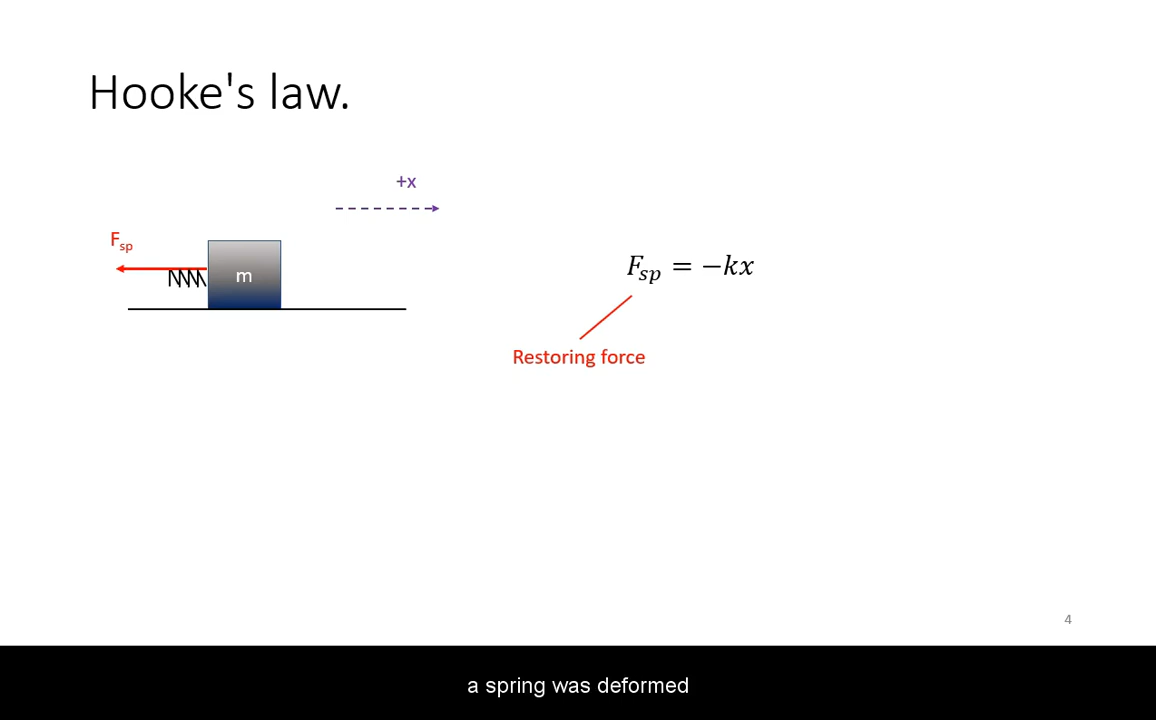 Hooke's law.
+x
F_sp
m
F_sp = −kx
Restoring force
4
a spring was deformed